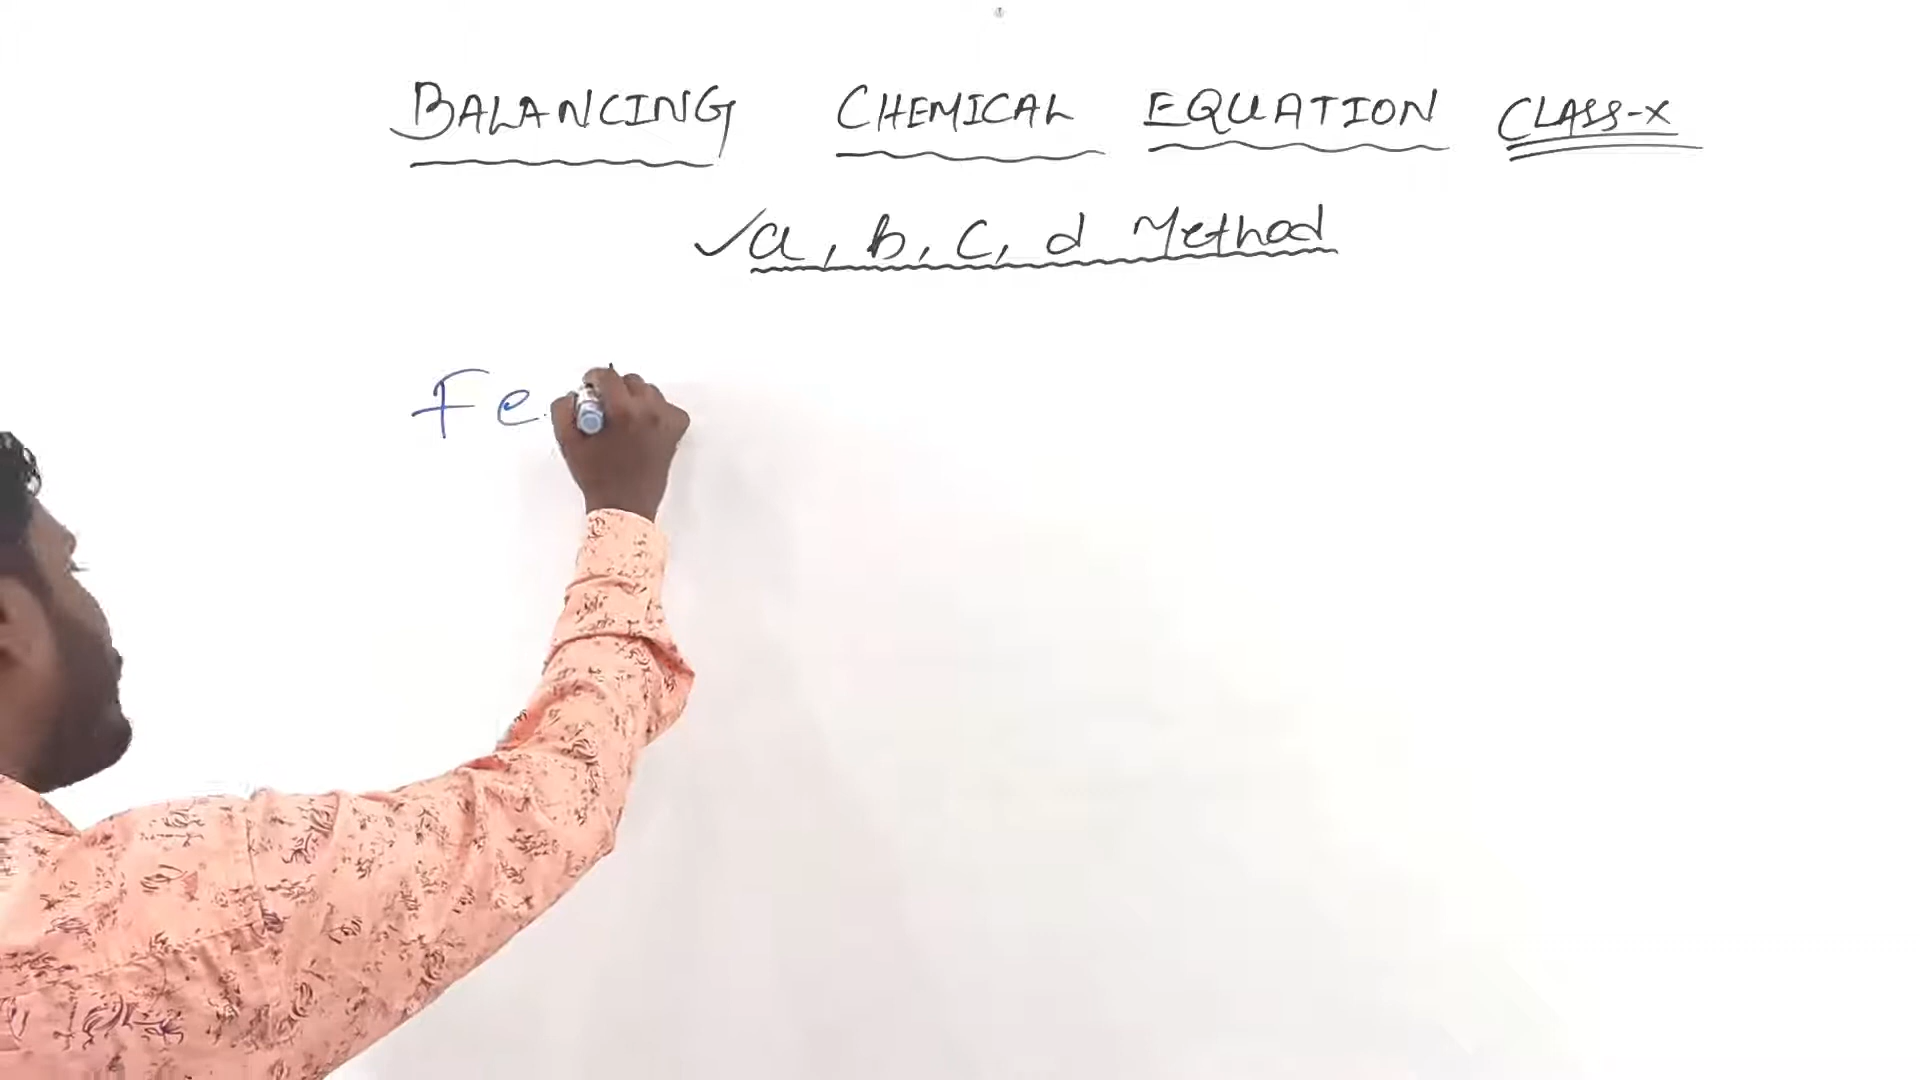 BALANCING CHEMICAL EQUATION CLASS-X
✓a, b, c, d Method
Fe